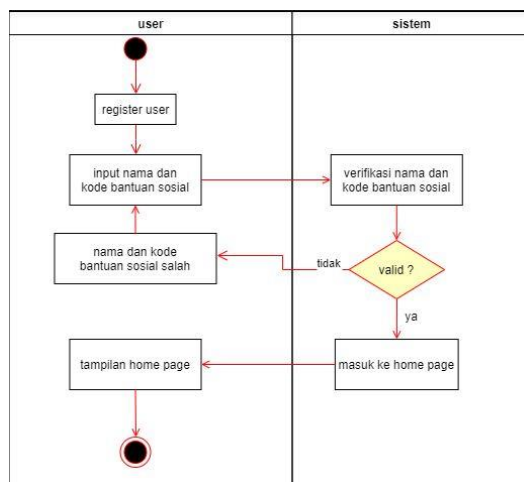 user
sistem
register user
input nama dan
kode bantuan sosial
verifikasi nama dan
kode bantuan sosial
nama dan kode
bantuan sosial salah
tidak
valid ?
ya
tampilan home page
masuk ke home page